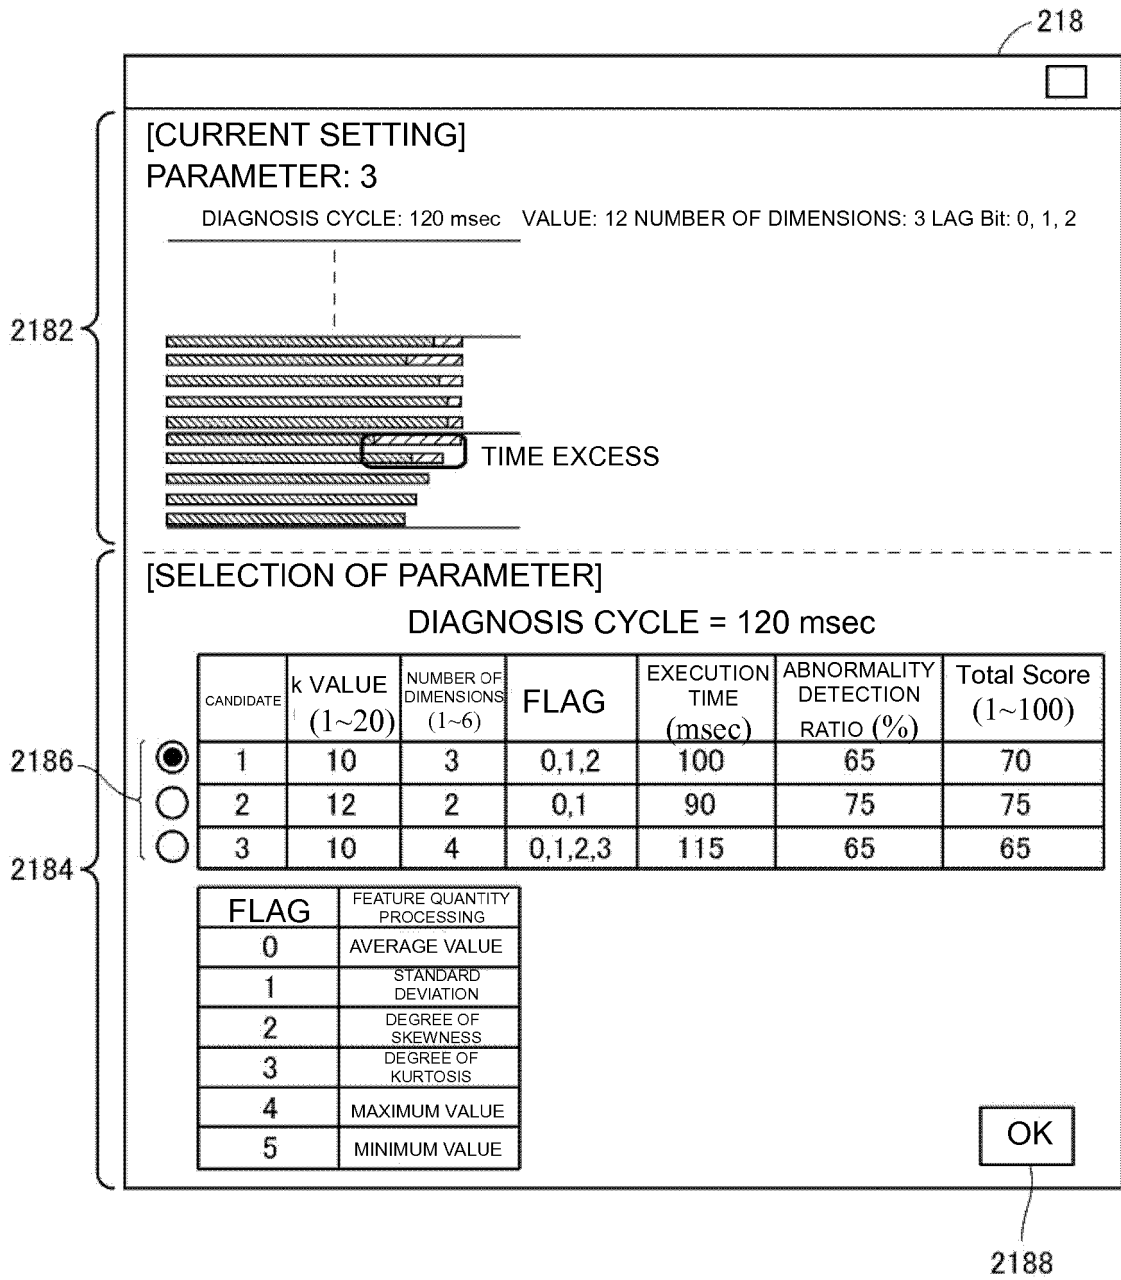 218
[CURRENT SETTING]
PARAMETER: 3
DIAGNOSIS CYCLE: 120 msec VALUE: 12 NUMBER OF DIMENSIONS: 3 LAG Bit: 0, 1, 2
2182
TIME EXCESS
[SELECTION OF PARAMETER]
DIAGNOSIS CYCLE = 120 msec
CANDIDATE k VALUE (1~20) NUMBER OF DIMENSIONS (1~6) FLAG EXECUTION TIME (msec) ABNORMALITY DETECTION RATIO (%) Total Score (1~100)
2186
1 10 3 0,1,2 100 65 70
2 12 2 0,1 90 75 75
3 10 4 0,1,2,3 115 65 65
2184
FLAG FEATURE QUANTITY PROCESSING
0 AVERAGE VALUE
1 STANDARD DEVIATION
2 DEGREE OF SKEWNESS
3 DEGREE OF KURTOSIS
4 MAXIMUM VALUE
5 MINIMUM VALUE
OK
2188